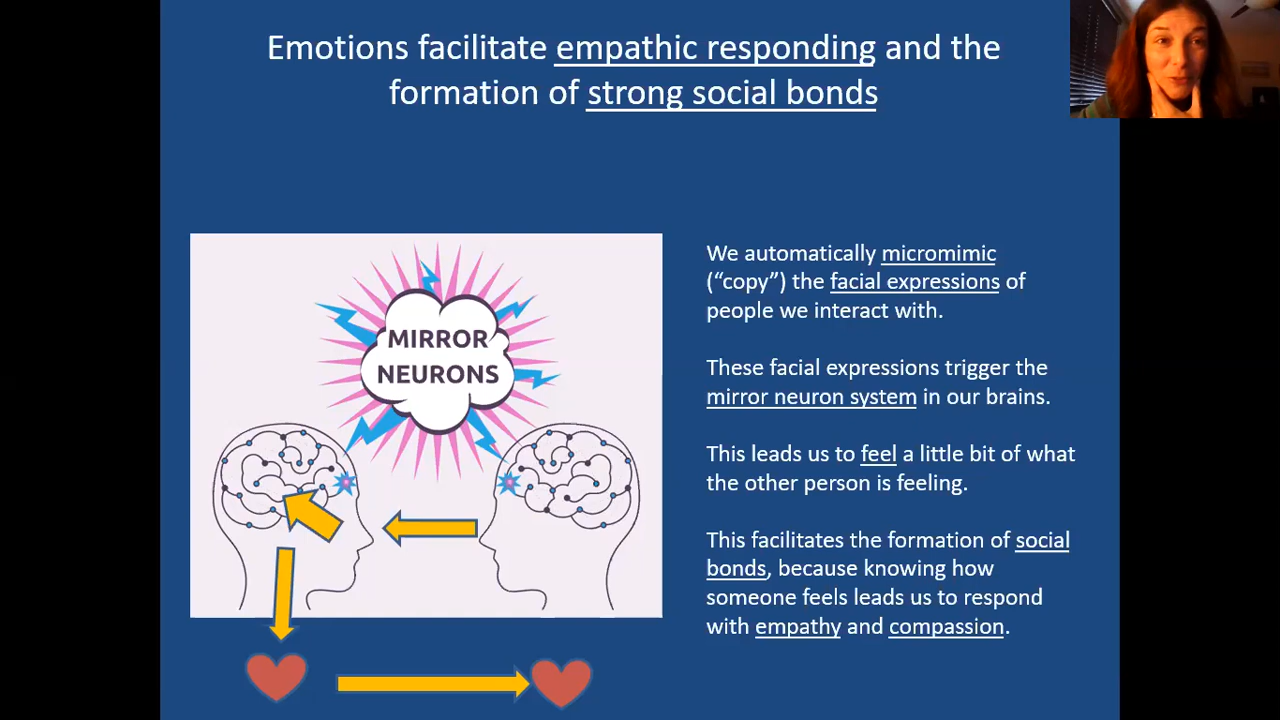 Emotions facilitate empathic responding and the
formation of strong social bonds
MIRROR
NEURONS
We automatically micromimic
(“copy”) the facial expressions of
people we interact with.
These facial expressions trigger the
mirror neuron system in our brains.
This leads us to feel a little bit of what
the other person is feeling.
This facilitates the formation of social
bonds, because knowing how
someone feels leads us to respond
with empathy and compassion.